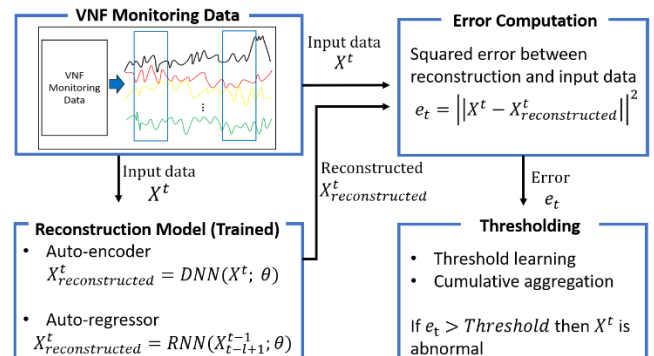 VNF Monitoring Data
VNF
Monitoring
Data
⋮
Input data
X^t
Error Computation
Squared error between
reconstruction and input data
e_t = ||X^t − X^t_reconstructed||^2
Input data
X^t
Reconstructed
X^t_reconstructed
Error
e_t
Reconstruction Model (Trained)
• Auto-encoder
X^t_reconstructed = DNN(X^t; θ)
• Auto-regressor
X^t_reconstructed = RNN(X^{t−1}_{t−l+1}; θ)
Thresholding
• Threshold learning
• Cumulative aggregation
If e_t > Threshold then X^t is
abnormal